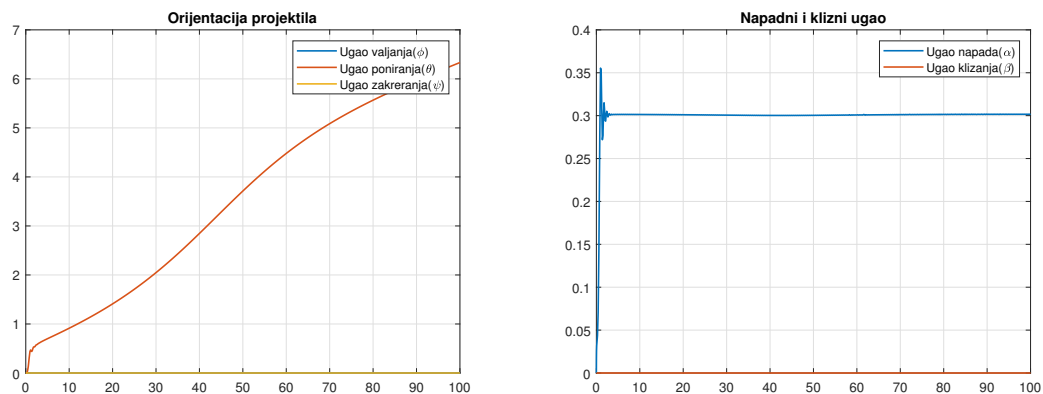 Orijentacija projektila
7
6
5
4
3
2
1
0
0 10 20 30 40 50 60 70 80 90 100
Ugao valjanja(ϕ)
Ugao poniranja(θ)
Ugao zakreranja(ψ)
Napadni i klizni ugao
0.4
0.35
0.3
0.25
0.2
0.15
0.1
0.05
0
0 10 20 30 40 50 60 70 80 90 100
Ugao napada(α)
Ugao klizanja(β)